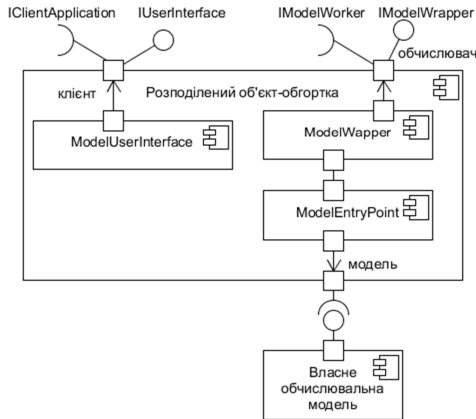 IClientApplication
IUserInterface
IModelWorker
IModelWrapper
обчислювач
клієнт
Розподілений об'єкт-обгортка
ModelUserInterface
ModelWapper
ModelEntryPoint
модель
Власне
обчислювальна
модель